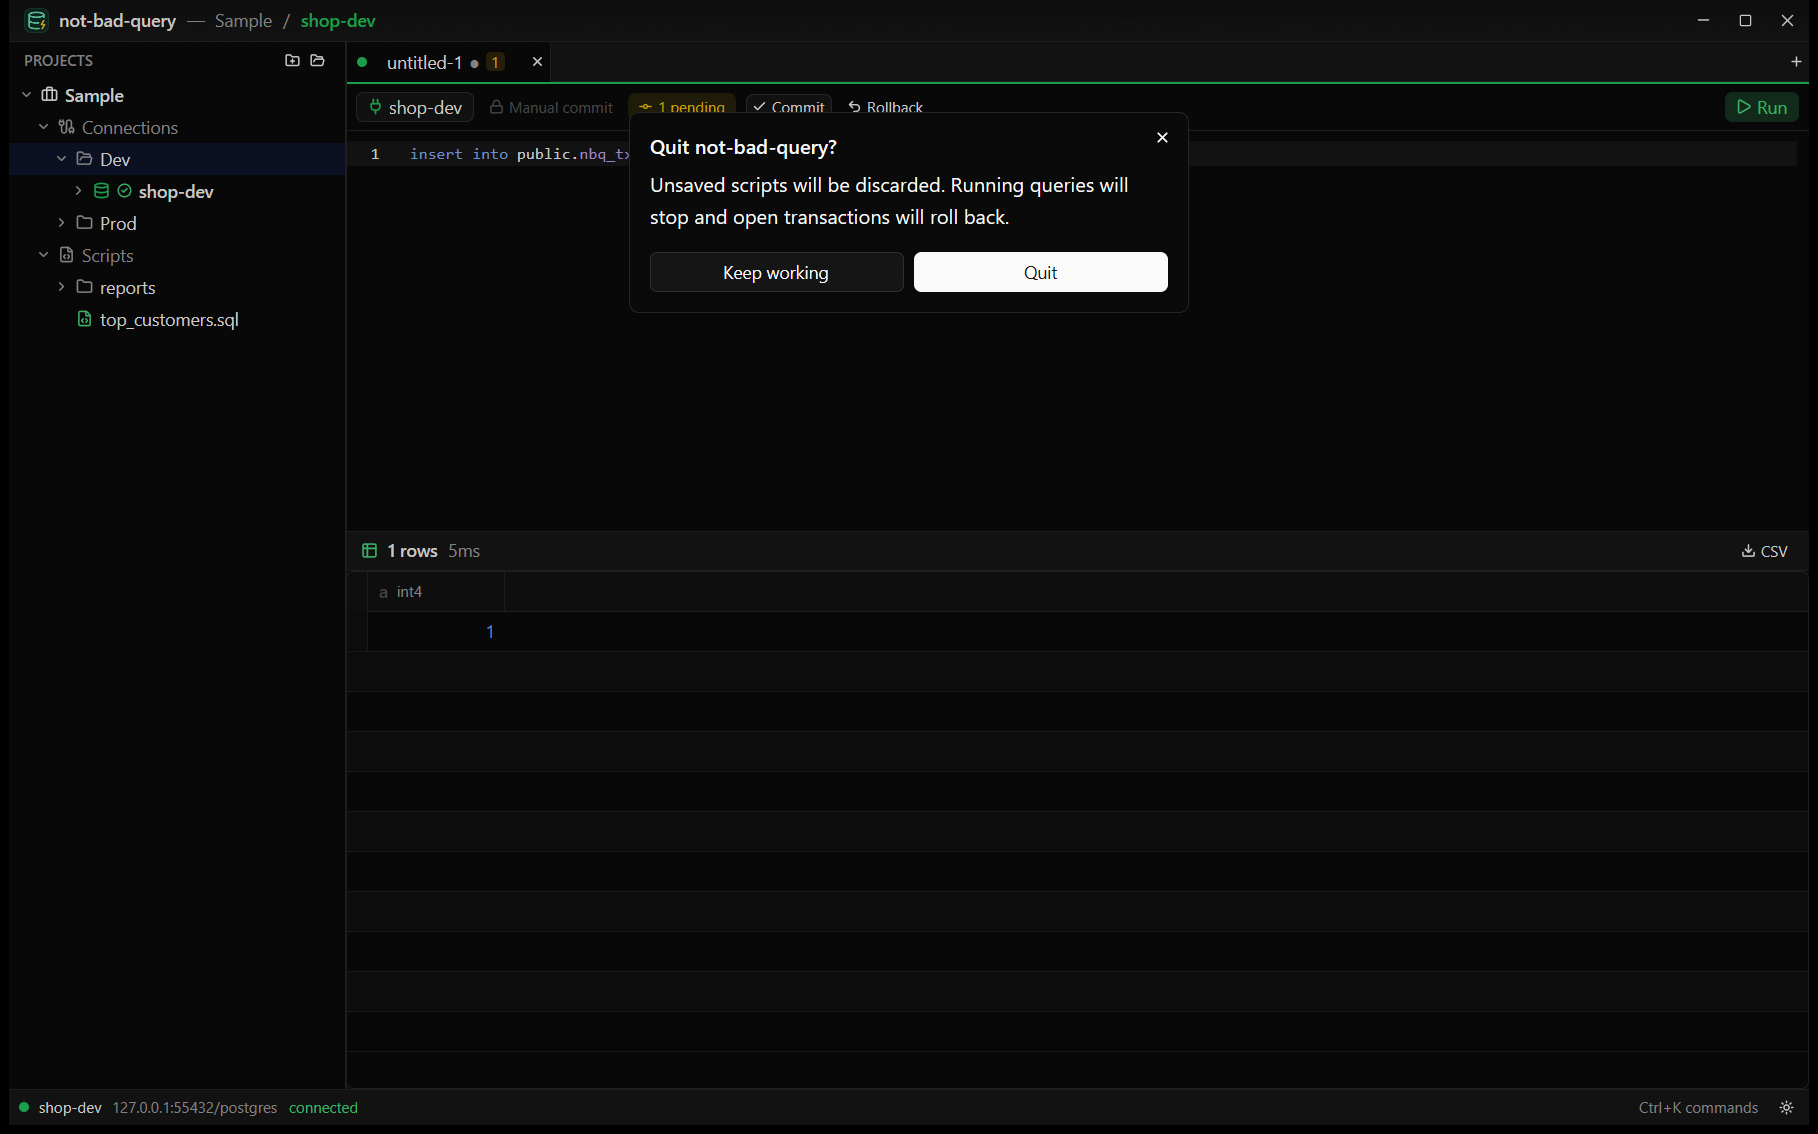 not-bad-query — Sample / shop-dev
PROJECTS
Sample
Connections
Dev
shop-dev
Prod
Scripts
reports
top_customers.sql
untitled-1 ● 1
shop-dev Manual commit 1 pending Commit Rollback Run
1 insert into public.nbq_tx
Quit not-bad-query?
Unsaved scripts will be discarded. Running queries will
stop and open transactions will roll back.
Keep working Quit
1 rows 5ms CSV
a int4
1
shop-dev 127.0.0.1:55432/postgres connected Ctrl+K commands